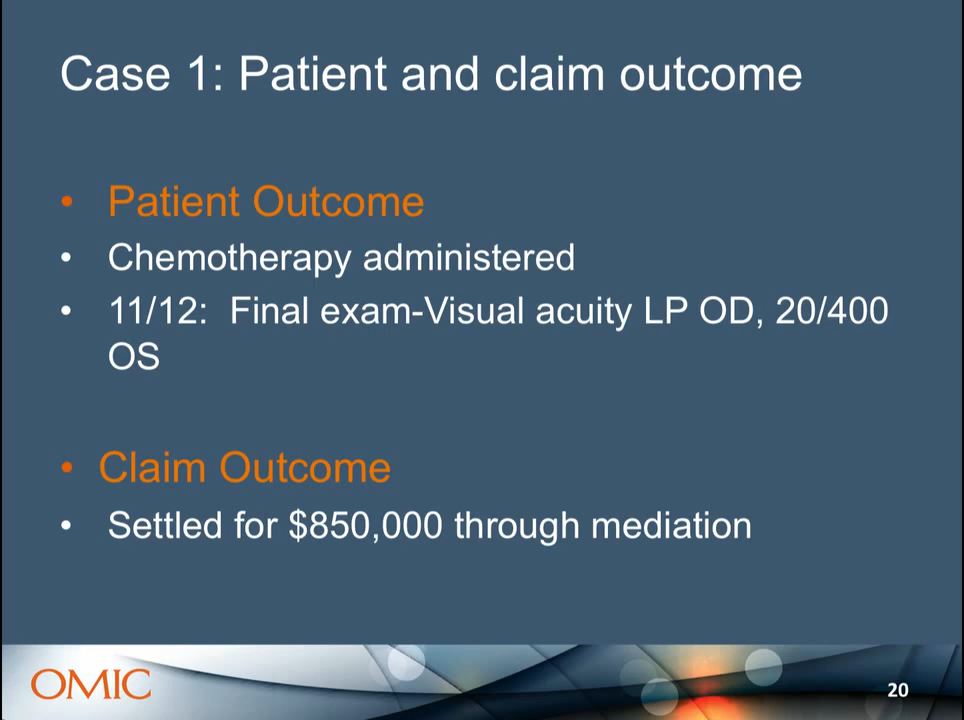 Case 1: Patient and claim outcome
• Patient Outcome
• Chemotherapy administered
• 11/12:  Final exam-Visual acuity LP OD, 20/400
OS
• Claim Outcome
• Settled for $850,000 through mediation
OMIC
20